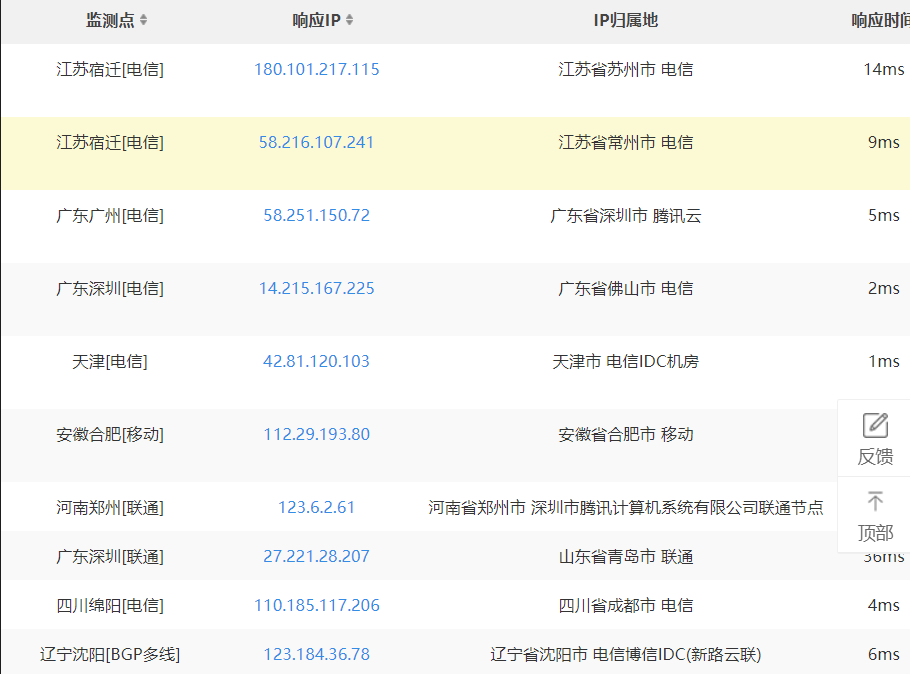 监测点 响应IP IP归属地 响应时间
江苏宿迁[电信] 180.101.217.115 江苏省苏州市 电信 14ms
江苏宿迁[电信] 58.216.107.241 江苏省常州市 电信 9ms
广东广州[电信] 58.251.150.72 广东省深圳市 腾讯云 5ms
广东深圳[电信] 14.215.167.225 广东省佛山市 电信 2ms
天津[电信] 42.81.120.103 天津市 电信IDC机房 1ms
安徽合肥[移动] 112.29.193.80 安徽省合肥市 移动
反馈
河南郑州[联通] 123.6.2.61 河南省郑州市 深圳市腾讯计算机系统有限公司联通节点
顶部
广东深圳[联通] 27.221.28.207 山东省青岛市 联通 36ms
四川绵阳[电信] 110.185.117.206 四川省成都市 电信 4ms
辽宁沈阳[BGP多线] 123.184.36.78 辽宁省沈阳市 电信博信IDC(新路云联) 6ms